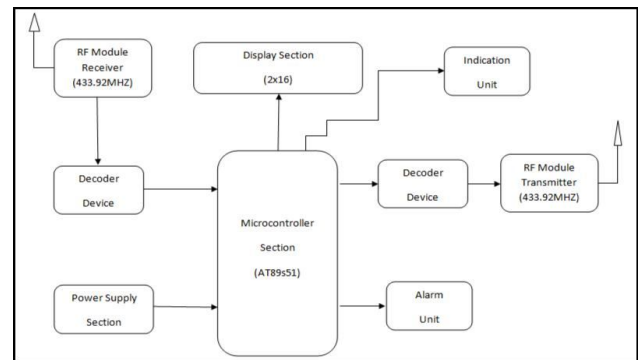 RF Module
Receiver
(433.92MHZ)
Display Section
(2x16)
Indication
Unit
Decoder
Device
Decoder
Device
RF Module
Transmitter
(433.92MHZ)
Microcontroller
Section
(AT89s51)
Power Supply
Section
Alarm
Unit